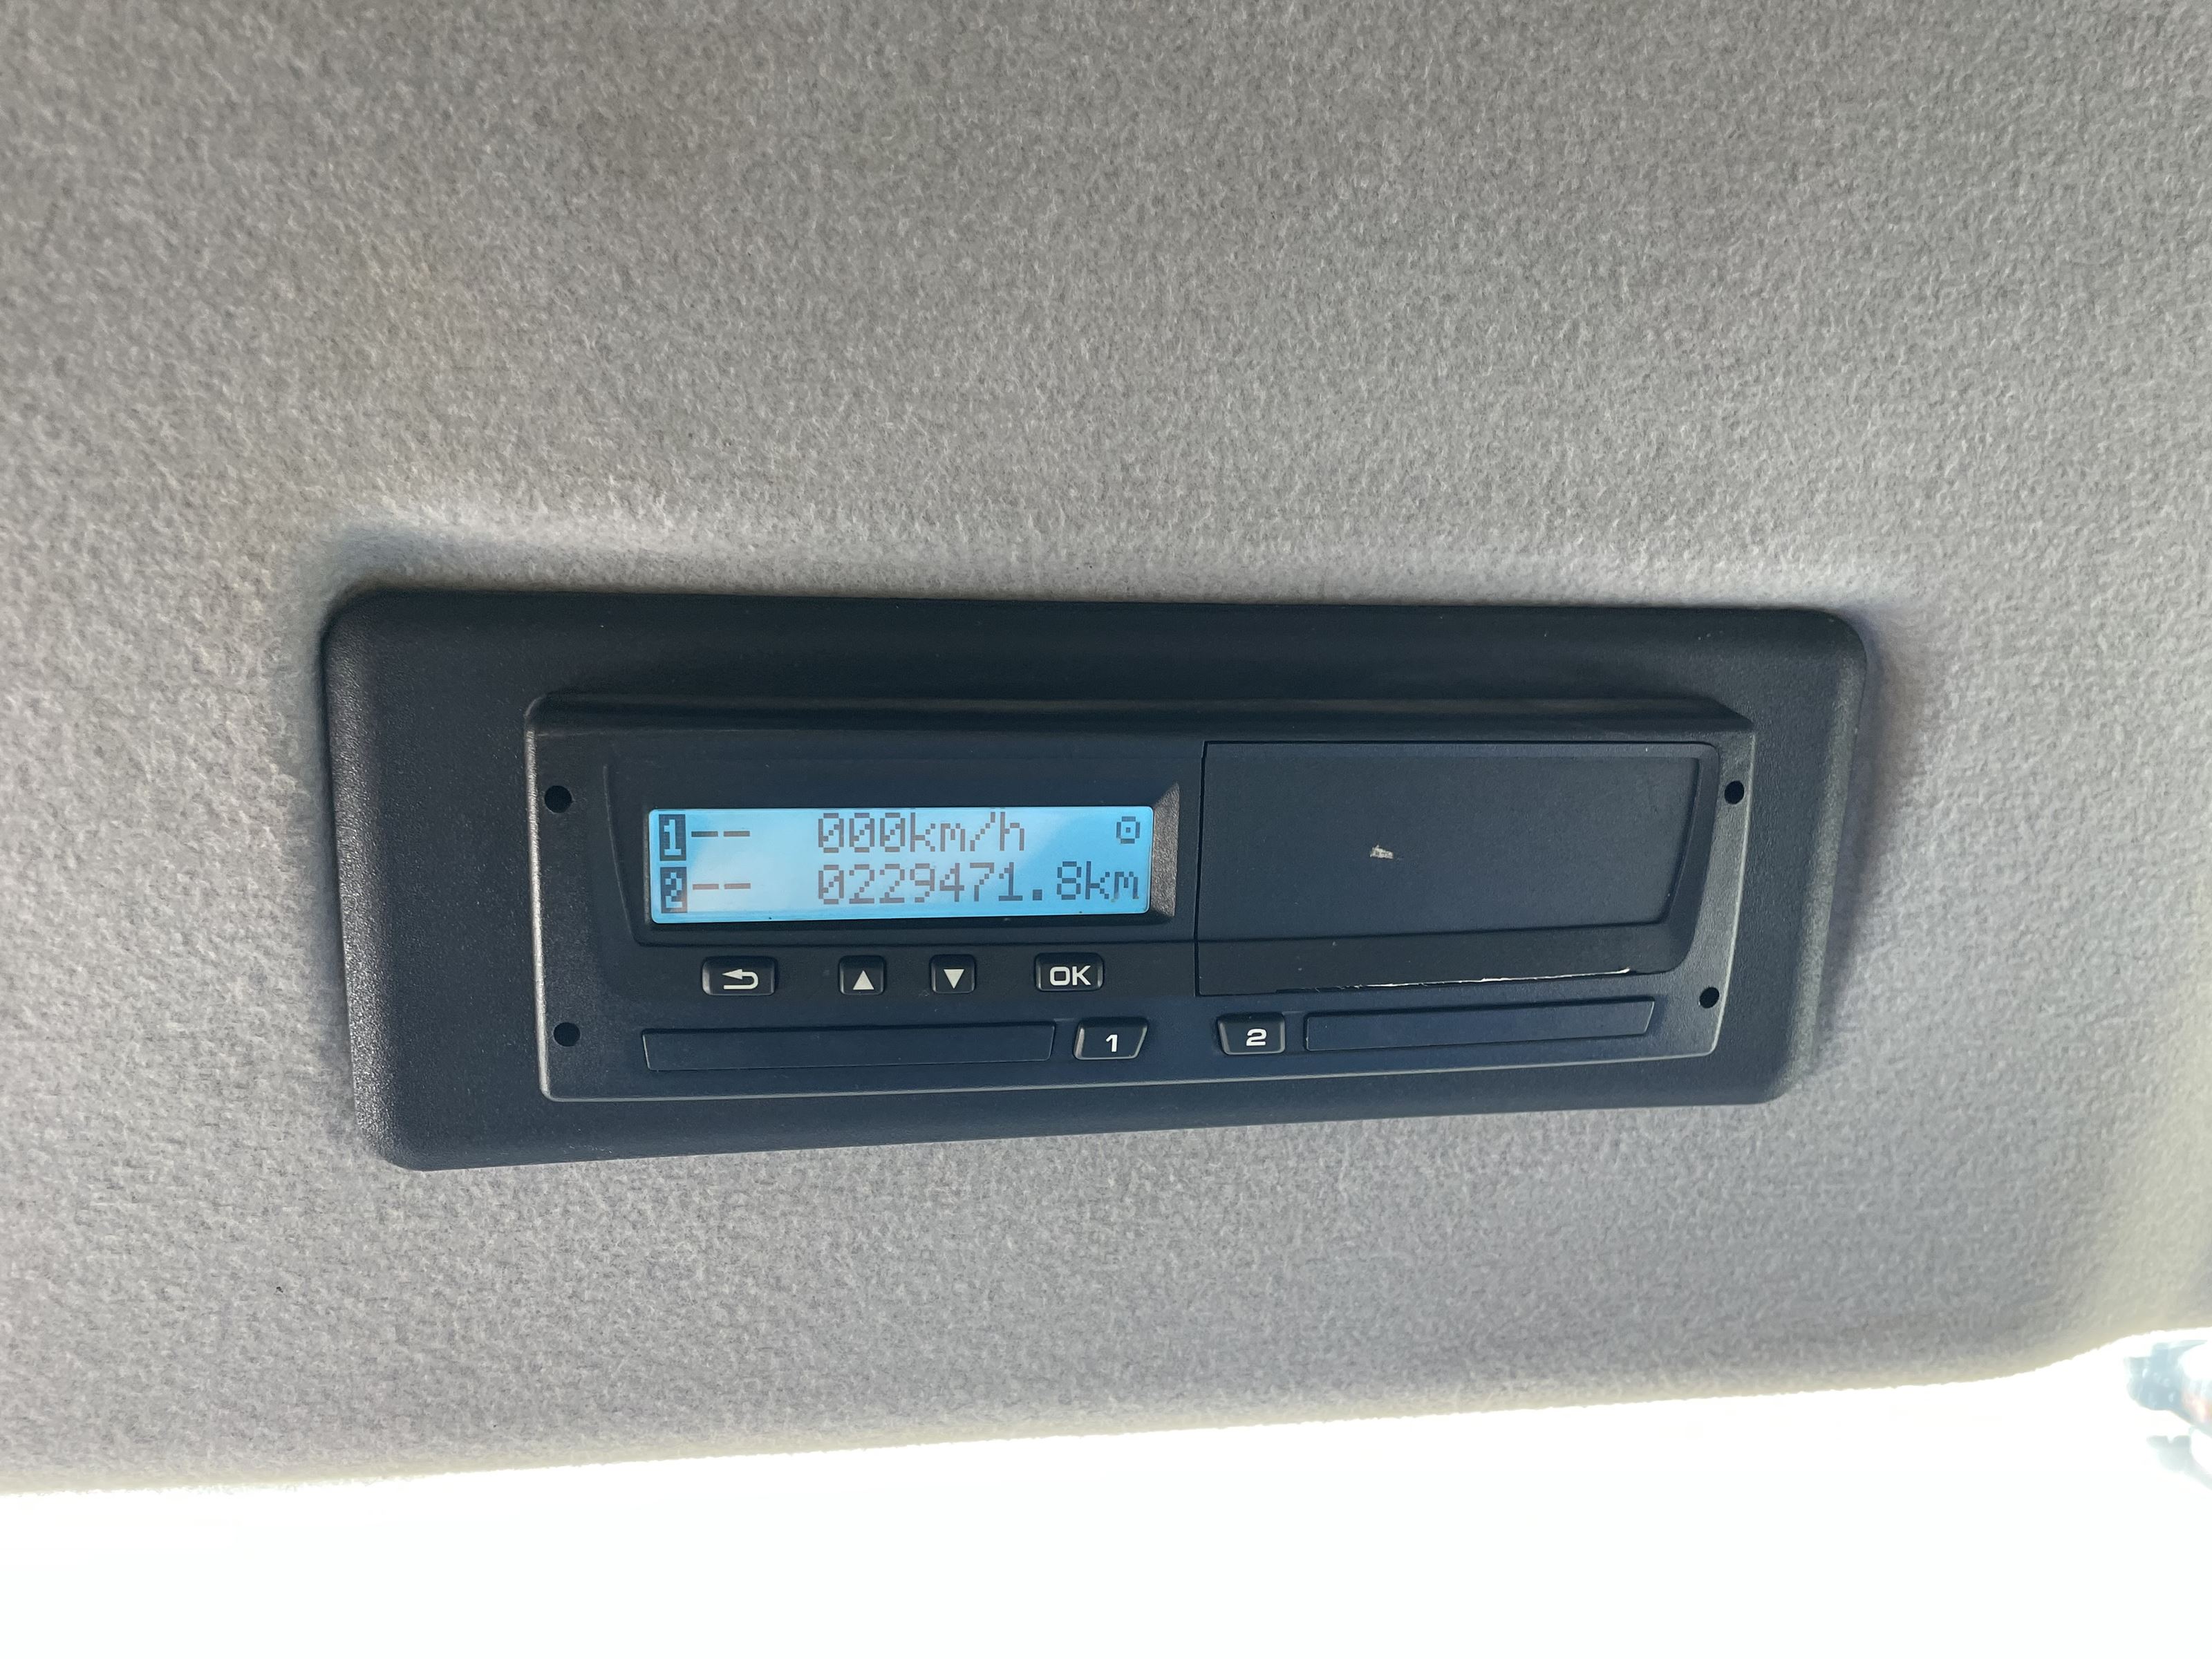 1-- 000km/h
2-- 0229471.8km
▲ ▼ OK
1 2